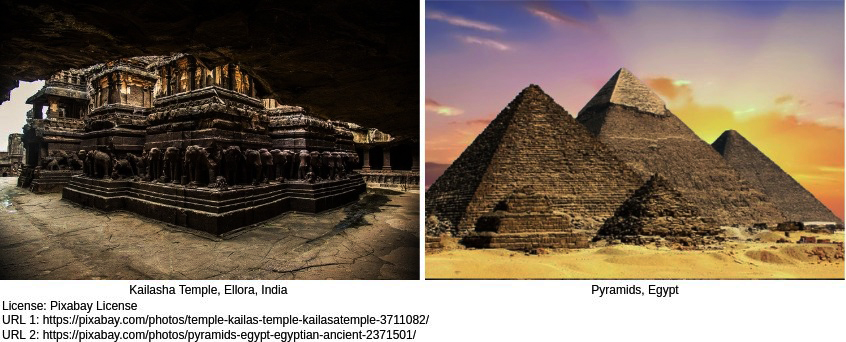 Kailasha Temple, Ellora, India
Pyramids, Egypt
License: Pixabay License
URL 1: https://pixabay.com/photos/temple-kailas-temple-kailasatemple-3711082/
URL 2: https://pixabay.com/photos/pyramids-egypt-egyptian-ancient-2371501/